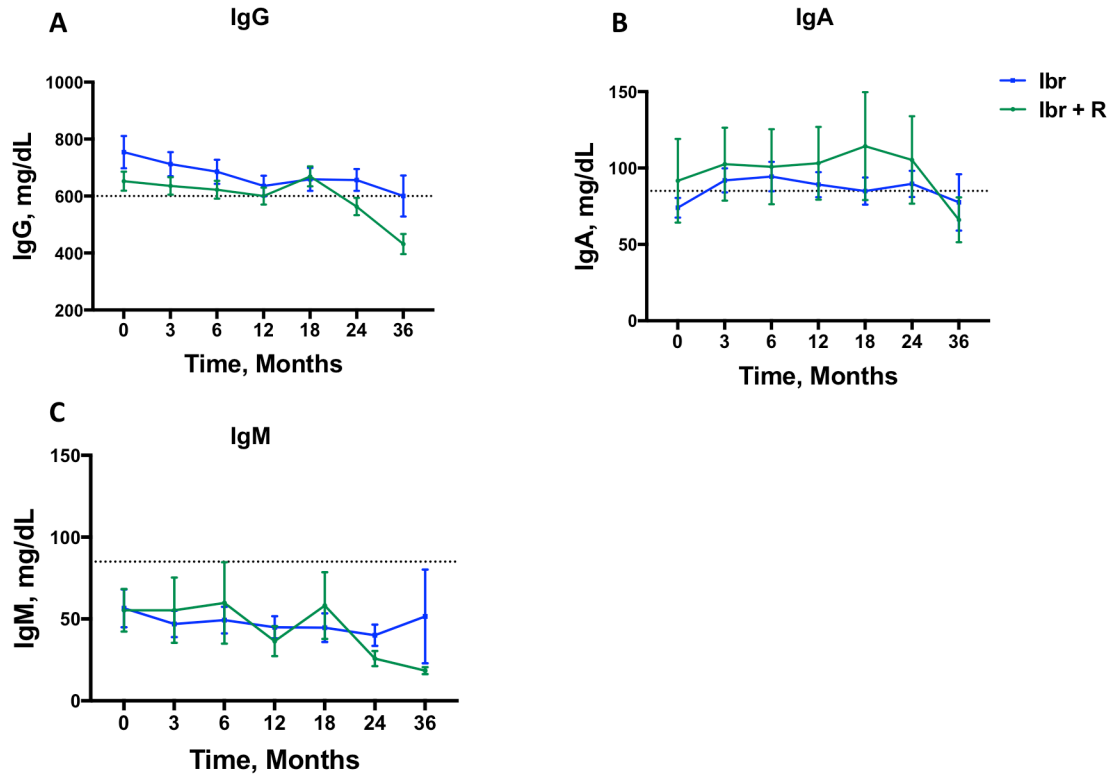 A
IgG
IgG, mg/dL
1000
800
600
400
200
0 3 6 12 18 24 36
Time, Months
B
IgA
IgA, mg/dL
150
100
50
0
0 3 6 12 18 24 36
Time, Months
Ibr
Ibr + R
C
IgM
IgM, mg/dL
150
100
50
0
0 3 6 12 18 24 36
Time, Months